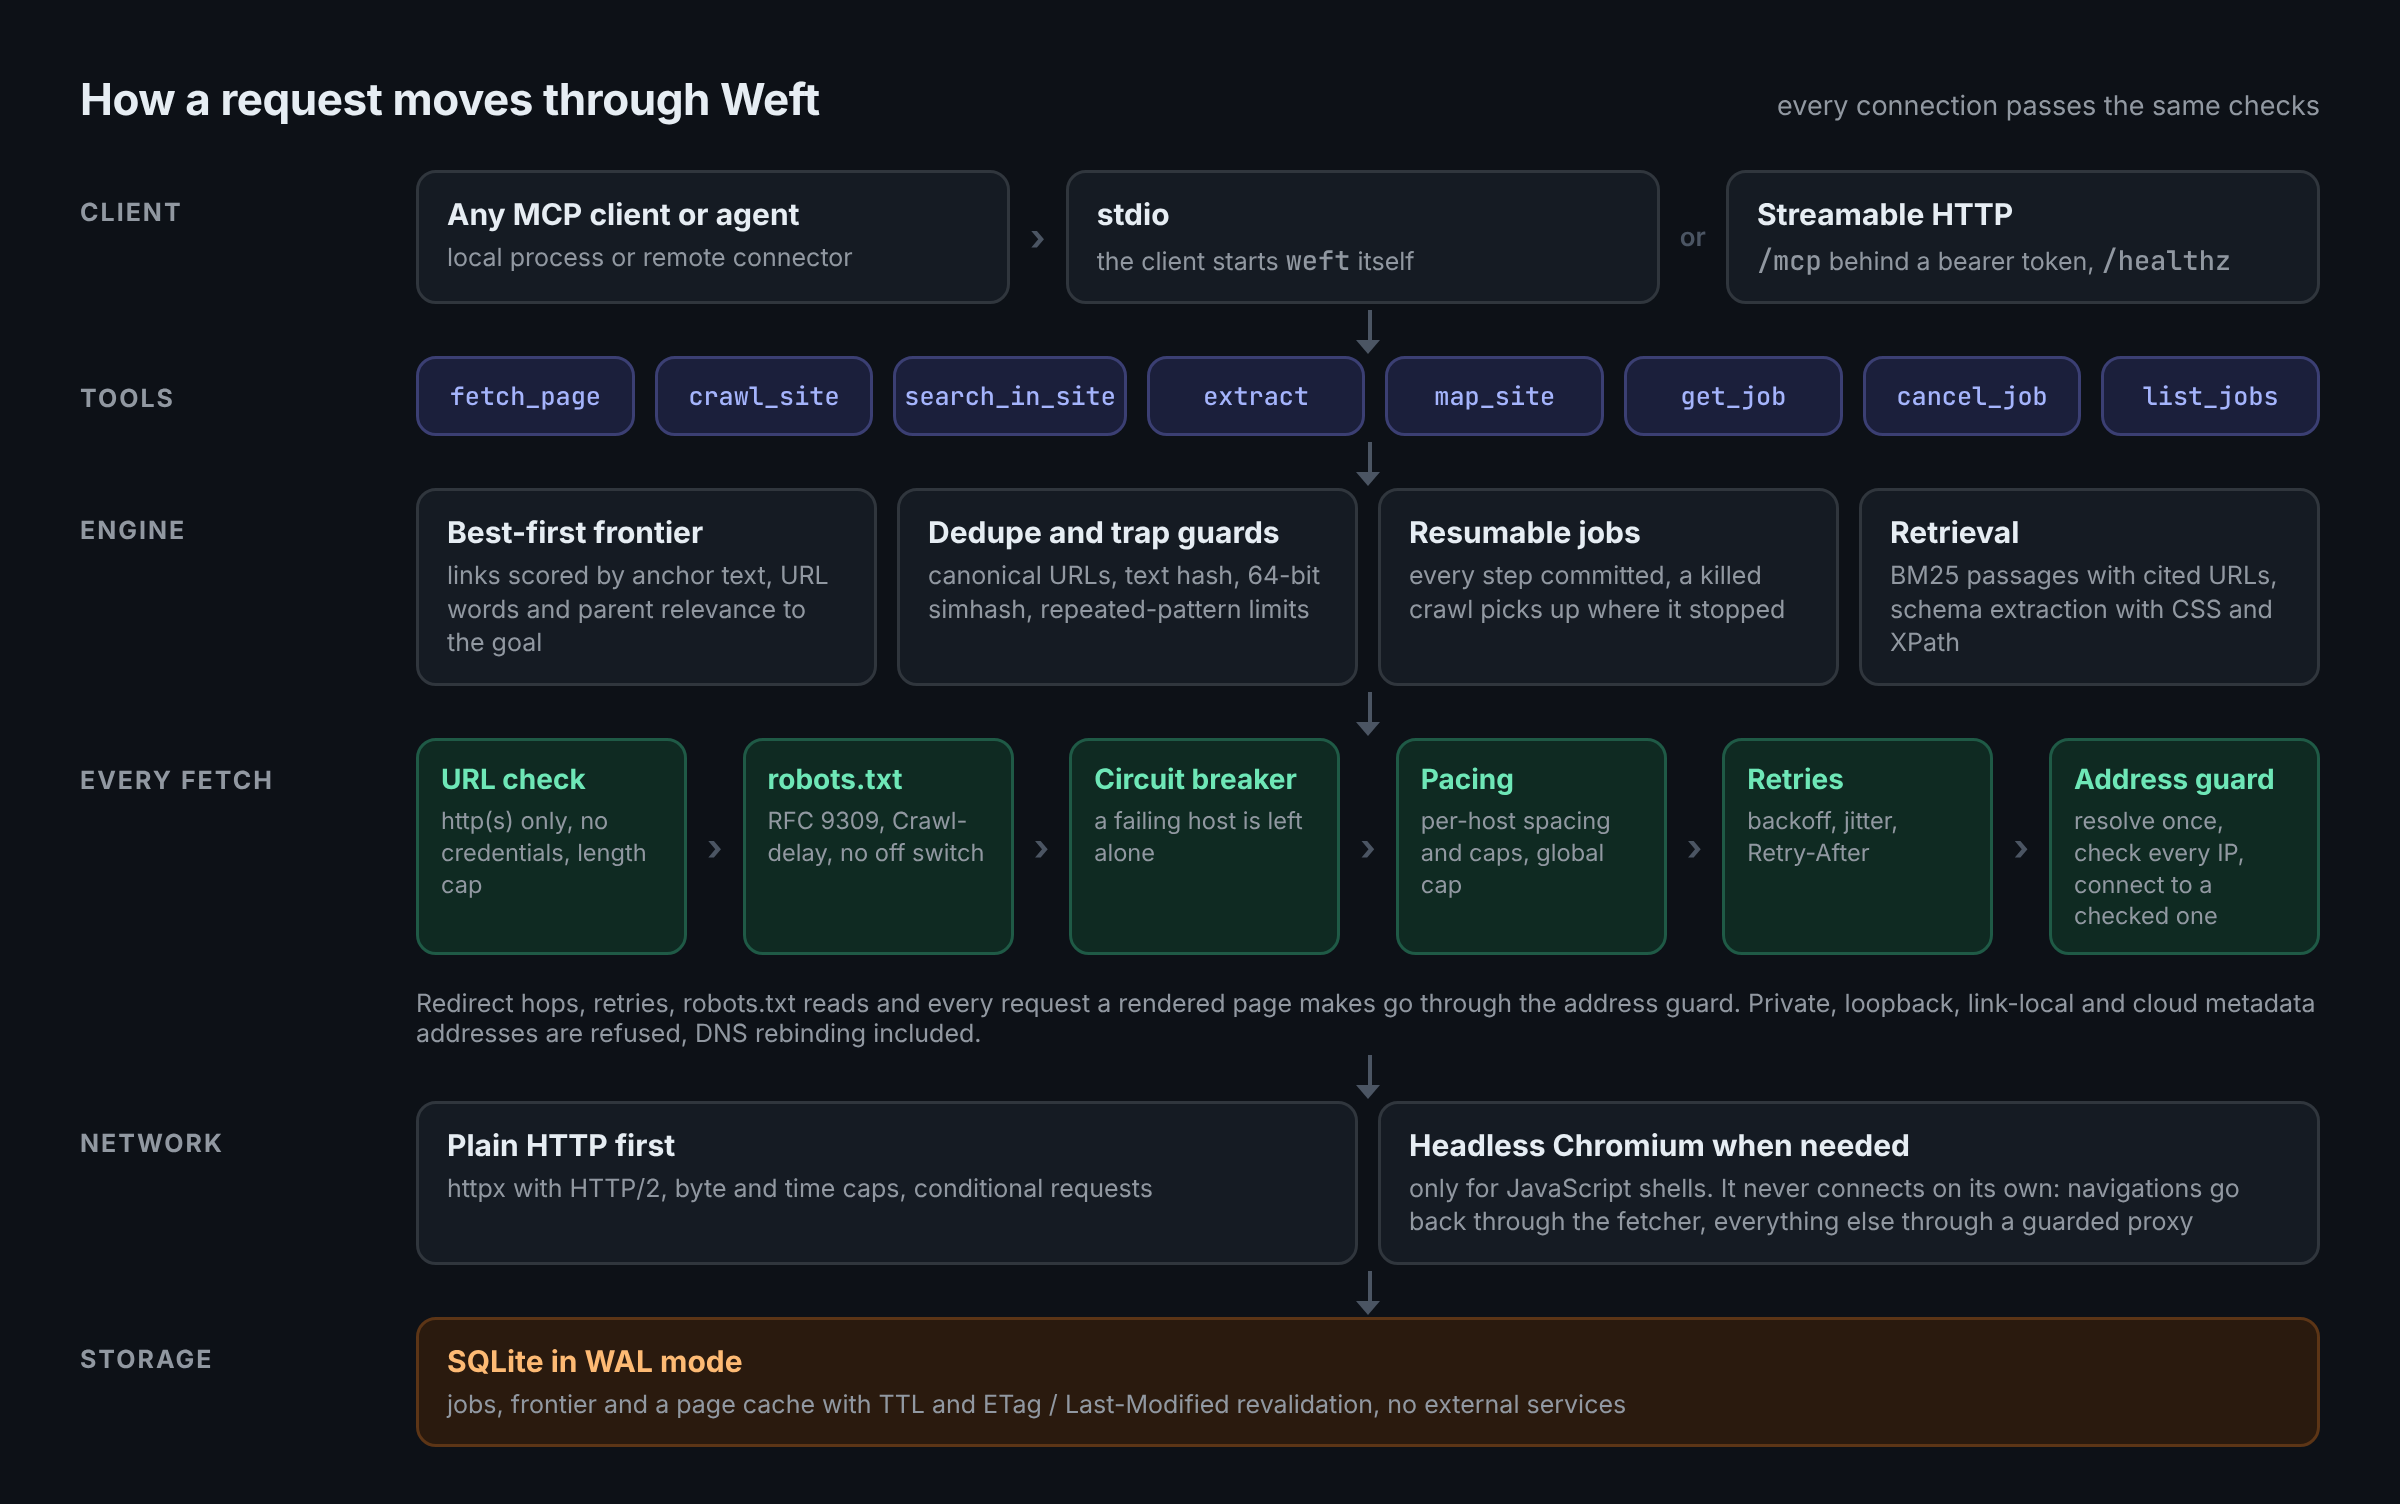 How a request moves through Weft
every connection passes the same checks
CLIENT
Any MCP client or agent
local process or remote connector
›
stdio
the client starts weft itself
or
Streamable HTTP
/mcp behind a bearer token, /healthz
TOOLS
fetch_page
crawl_site
search_in_site
extract
map_site
get_job
cancel_job
list_jobs
ENGINE
Best-first frontier
links scored by anchor text, URL
words and parent relevance to
the goal
Dedupe and trap guards
canonical URLs, text hash, 64-bit
simhash, repeated-pattern limits
Resumable jobs
every step committed, a killed
crawl picks up where it stopped
Retrieval
BM25 passages with cited URLs,
schema extraction with CSS and
XPath
EVERY FETCH
URL check
http(s) only, no
credentials, length
cap
›
robots.txt
RFC 9309, Crawl-
delay, no off switch
›
Circuit breaker
a failing host is left
alone
›
Pacing
per-host spacing
and caps, global
cap
›
Retries
backoff, jitter,
Retry-After
›
Address guard
resolve once,
check every IP,
connect to a
checked one
Redirect hops, retries, robots.txt reads and every request a rendered page makes go through the address guard. Private, loopback, link-local and cloud metadata
addresses are refused, DNS rebinding included.
NETWORK
Plain HTTP first
httpx with HTTP/2, byte and time caps, conditional requests
Headless Chromium when needed
only for JavaScript shells. It never connects on its own: navigations go
back through the fetcher, everything else through a guarded proxy
STORAGE
SQLite in WAL mode
jobs, frontier and a page cache with TTL and ETag / Last-Modified revalidation, no external services